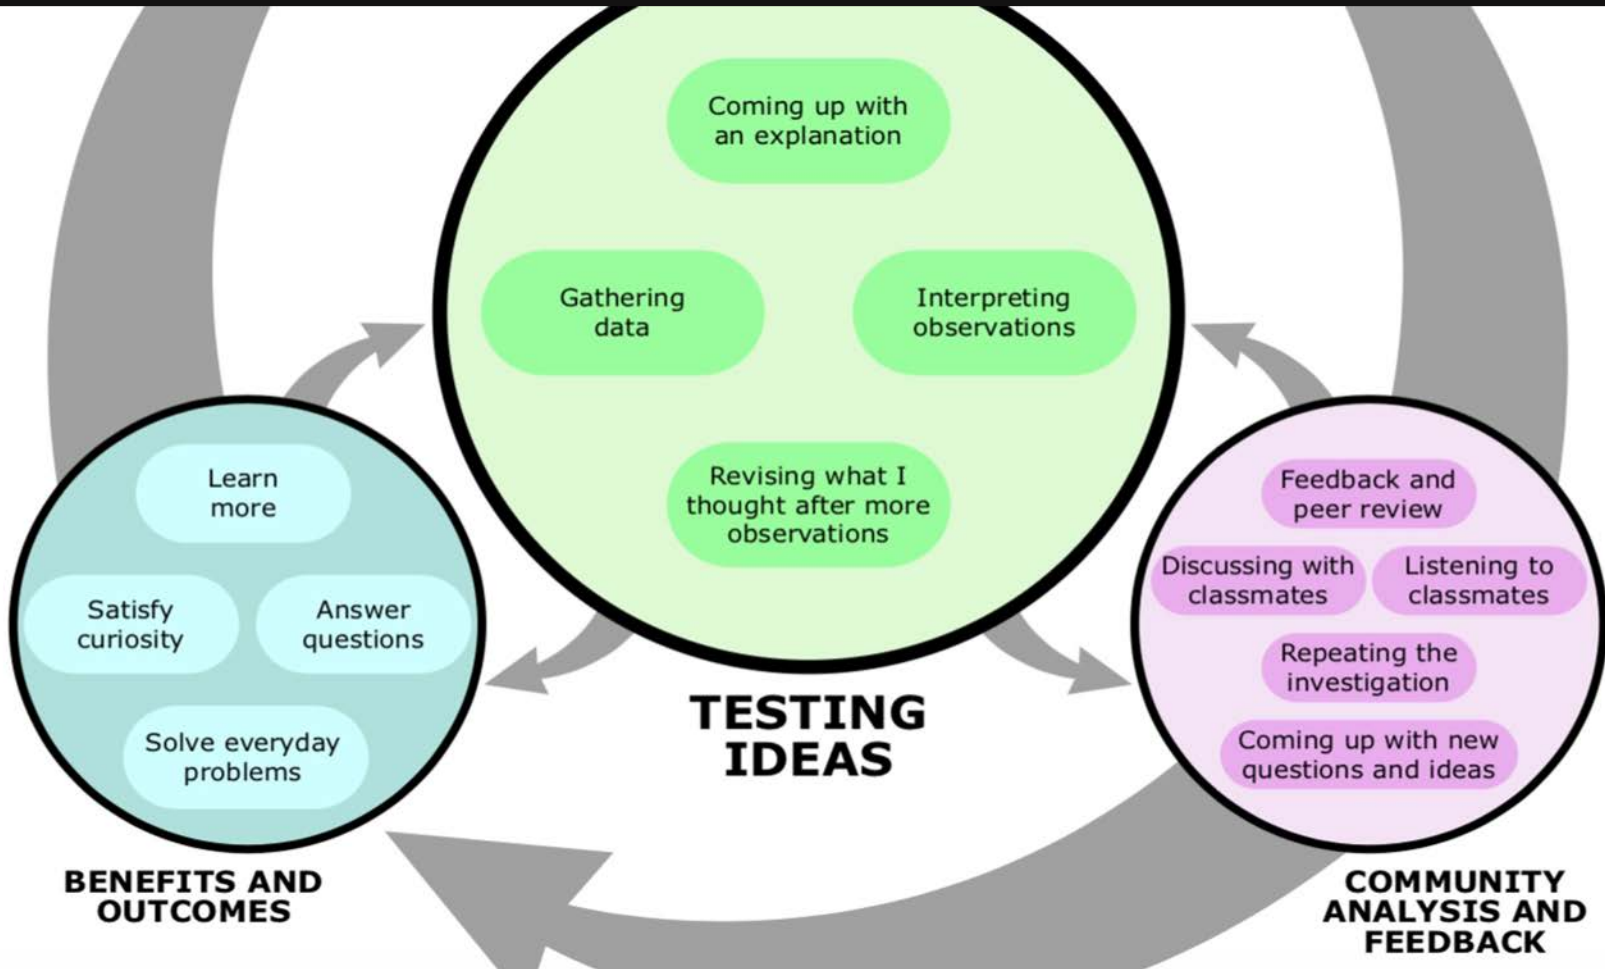 Coming up with
an explanation
Gathering
data
Interpreting
observations
Revising what I
thought after more
observations
TESTING
IDEAS
Learn
more
Satisfy
curiosity
Answer
questions
Solve everyday
problems
BENEFITS AND
OUTCOMES
Feedback and
peer review
Discussing with
classmates
Listening to
classmates
Repeating the
investigation
Coming up with new
questions and ideas
COMMUNITY
ANALYSIS AND
FEEDBACK